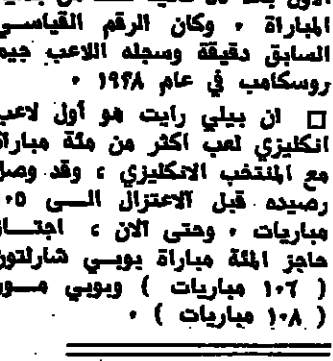 المباراة ، وكان الرقم القياسي
السابق دقيقة وسجله اللاعب جيم
روسكامب في عام ١٩٤٨ ،
□ ان بيلي رايت هو أول لاعب
انكليزي لعب اكثر من مئة مباراة
مع المنتخب الانكليزي ، وقد وصل
رصيده قبل الاعتزال الى ١٠٥
مباريات ، وحتى الان ، اجتاز
حاجز المئة مباراة بوبي شارلتون
( ١٠٦ مباريات ) وبوبي مور
( ١٠٨ مباريات ) ،